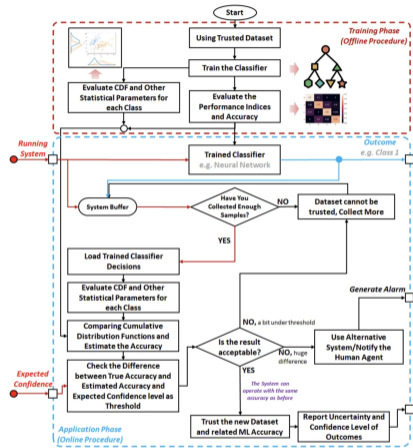 Start
Training Phase
(Offline Procedure)
Using Trusted Dataset
Train the Classifier
Evaluate CDF and Other
Statistical Parameters for
each Class
Evaluate the
Performance Indices
and Accuracy
Running
System
Trained Classifier
e.g. Neural Network
Outcome
e.g. Class 1
System Buffer
Have You
Collected Enough
Samples?
NO
Dataset cannot be
trusted, Collect More
YES
Load Trained Classifier
Decisions
Evaluate CDF and Other
Statistical Parameters for
each Class
Comparing Cumulative
Distribution Functions and
Estimate the Accuracy
Check the Difference
between True Accuracy and
Estimated Accuracy and
Expected Confidence level as
Threshold
Expected
Confidence
NO, a bit under threshold
Is the result
acceptable?
NO, huge
difference
Generate Alarm
Use Alternative
System/Notify the
Human Agent
YES
The System can
operate with the same
accuracy as before
Trust the new Dataset
and related ML Accuracy
Report Uncertainty and
Confidence Level of
Outcomes
Application Phase
(Online Procedure)